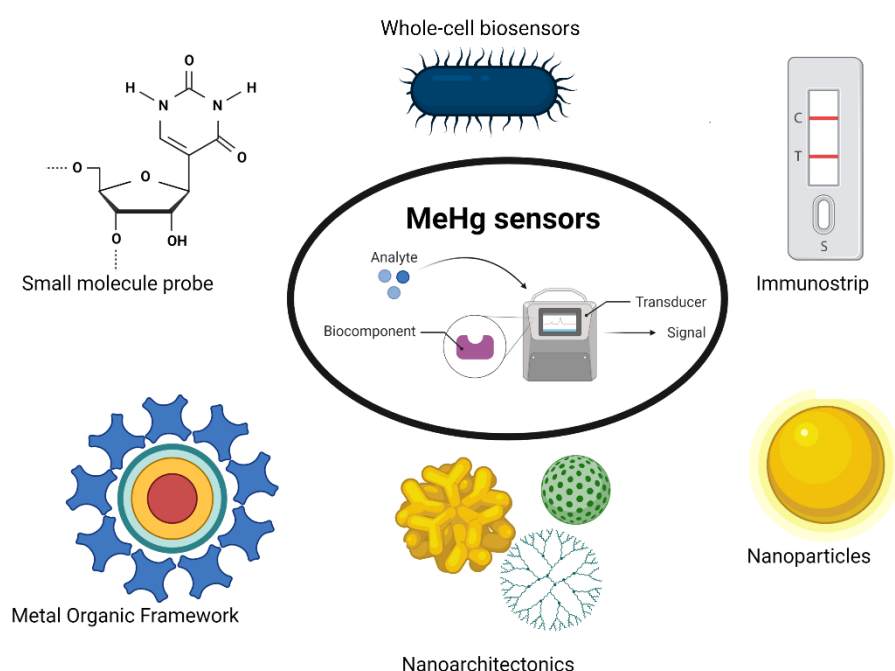 Whole-cell biosensors
O
H
N
N
H
O
O
O
O
OH
Small molecule probe
MeHg sensors
Analyte
Transducer
Biocomponent
Signal
C
T
S
Immunostrip
Metal Organic Framework
Nanoparticles
Nanoarchitectonics